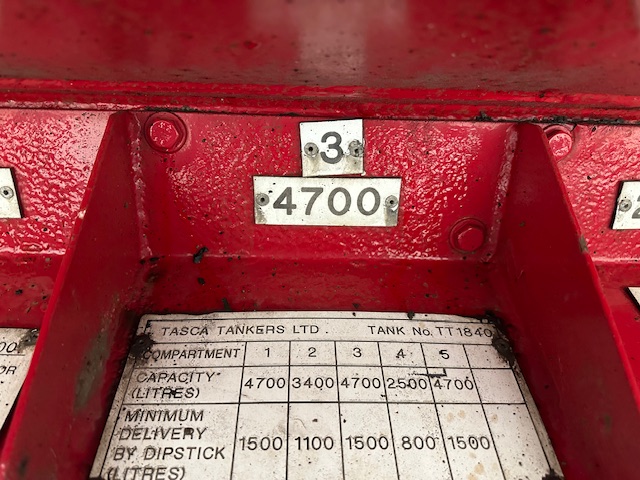 3
4700
TASCA TANKERS LTD. TANK No. TT1840
COMPARTMENT 1 2 3 4 5
CAPACITY (LITRES) 4700 3400 4700 2500 4700
MINIMUM DELIVERY BY DIPSTICK (LITRES) 1500 1100 1500 800 1500